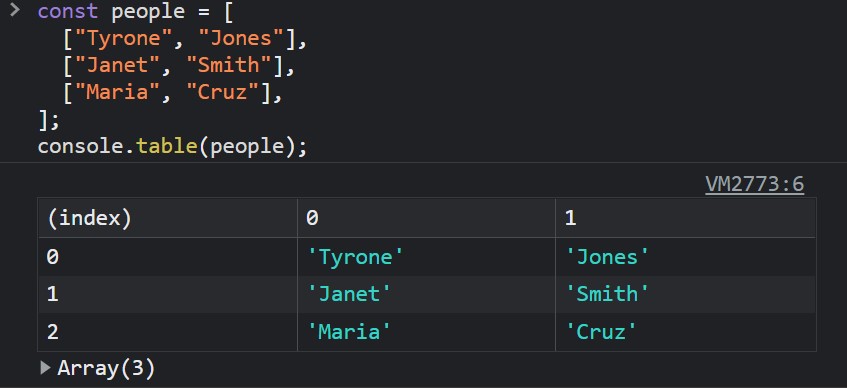 > const people = [
["Tyrone", "Jones"],
["Janet", "Smith"],
["Maria", "Cruz"],
];
console.table(people);
VM2773:6
(index) 0 1
0 'Tyrone' 'Jones'
1 'Janet' 'Smith'
2 'Maria' 'Cruz'
▶ Array(3)